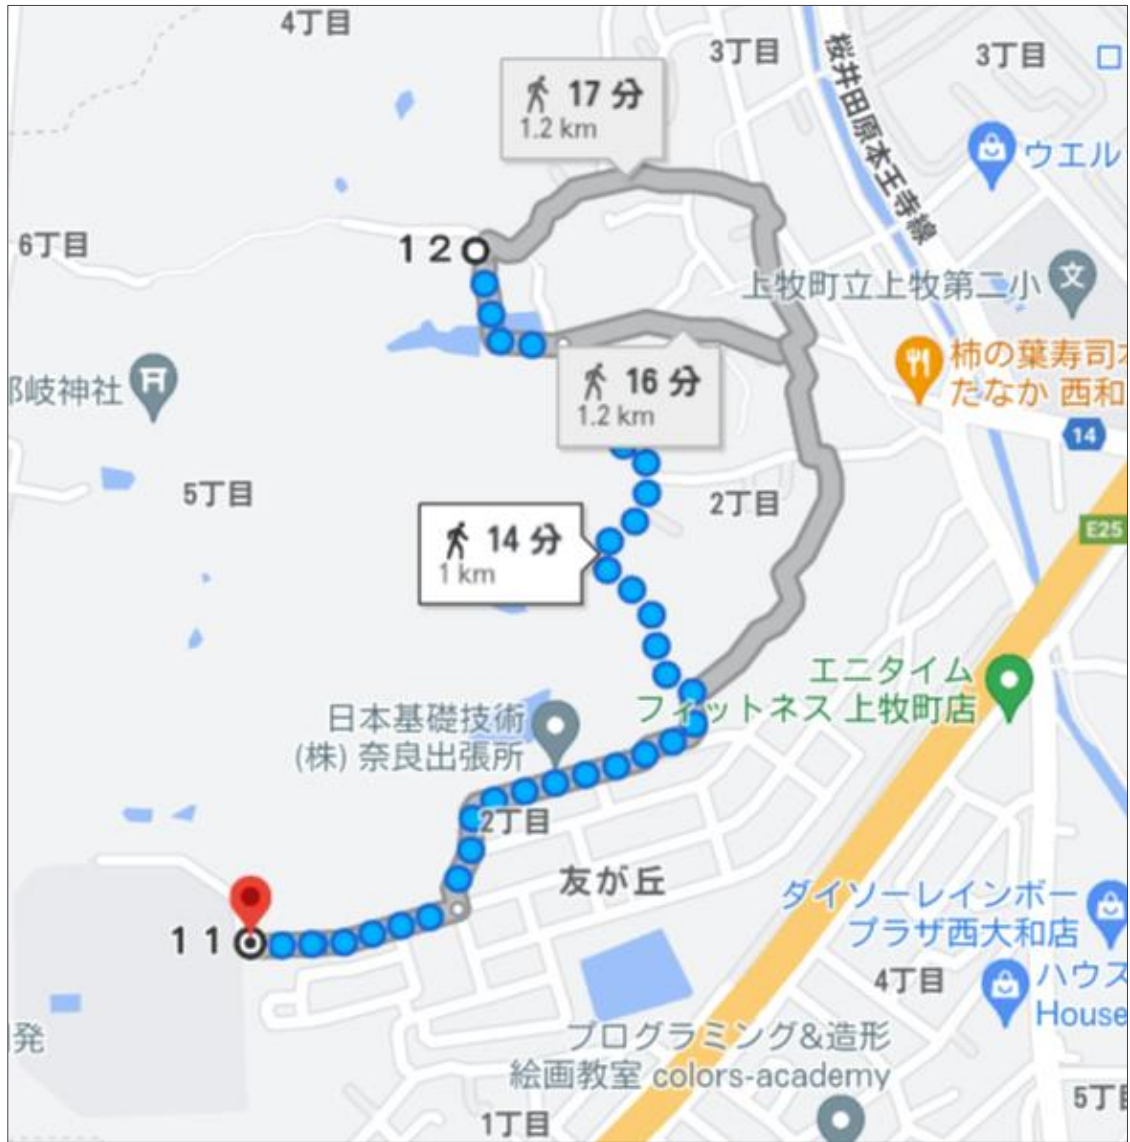 4丁目
3丁目
3丁目
桜井田原本王寺線
17 分
1.2 km
ウエル
6丁目
12
上牧町立上牧第二小
柿の葉寿司本
たなか 西和
16 分
1.2 km
岐神社
14
5丁目
2丁目
E25
14 分
1 km
エニタイム
フィットネス 上牧町店
日本基礎技術
(株) 奈良出張所
2丁目
友が丘
ダイソーレインボー
プラザ西大和店
11
4丁目
ハウス
House
発
プログラミング&造形
絵画教室 colors-academy
5丁
1丁目